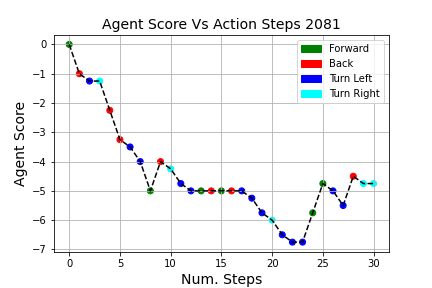 Agent Score Vs Action Steps 2081
Forward
Back
Turn Left
Turn Right
Agent Score
0
−1
−2
−3
−4
−5
−6
−7
0 5 10 15 20 25 30
Num. Steps